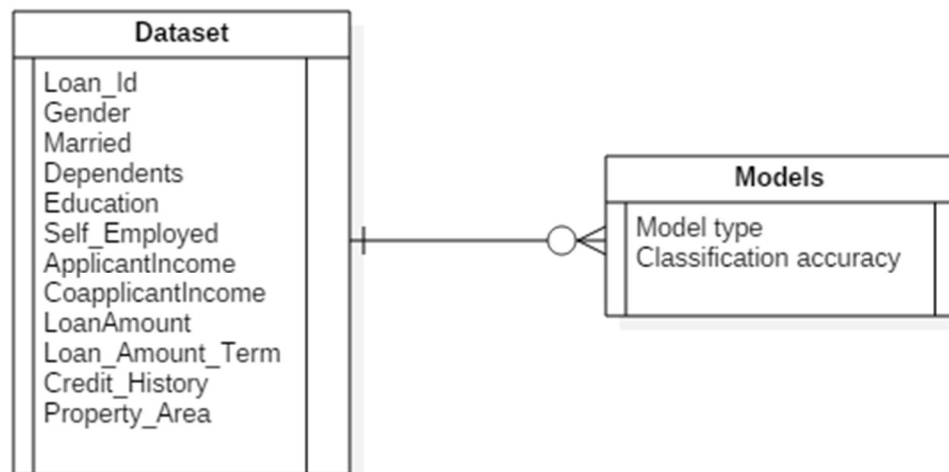 Dataset
Loan_Id
Gender
Married
Dependents
Education
Self_Employed
ApplicantIncome
CoapplicantIncome
LoanAmount
Loan_Amount_Term
Credit_History
Property_Area
Models
Model type
Classification accuracy